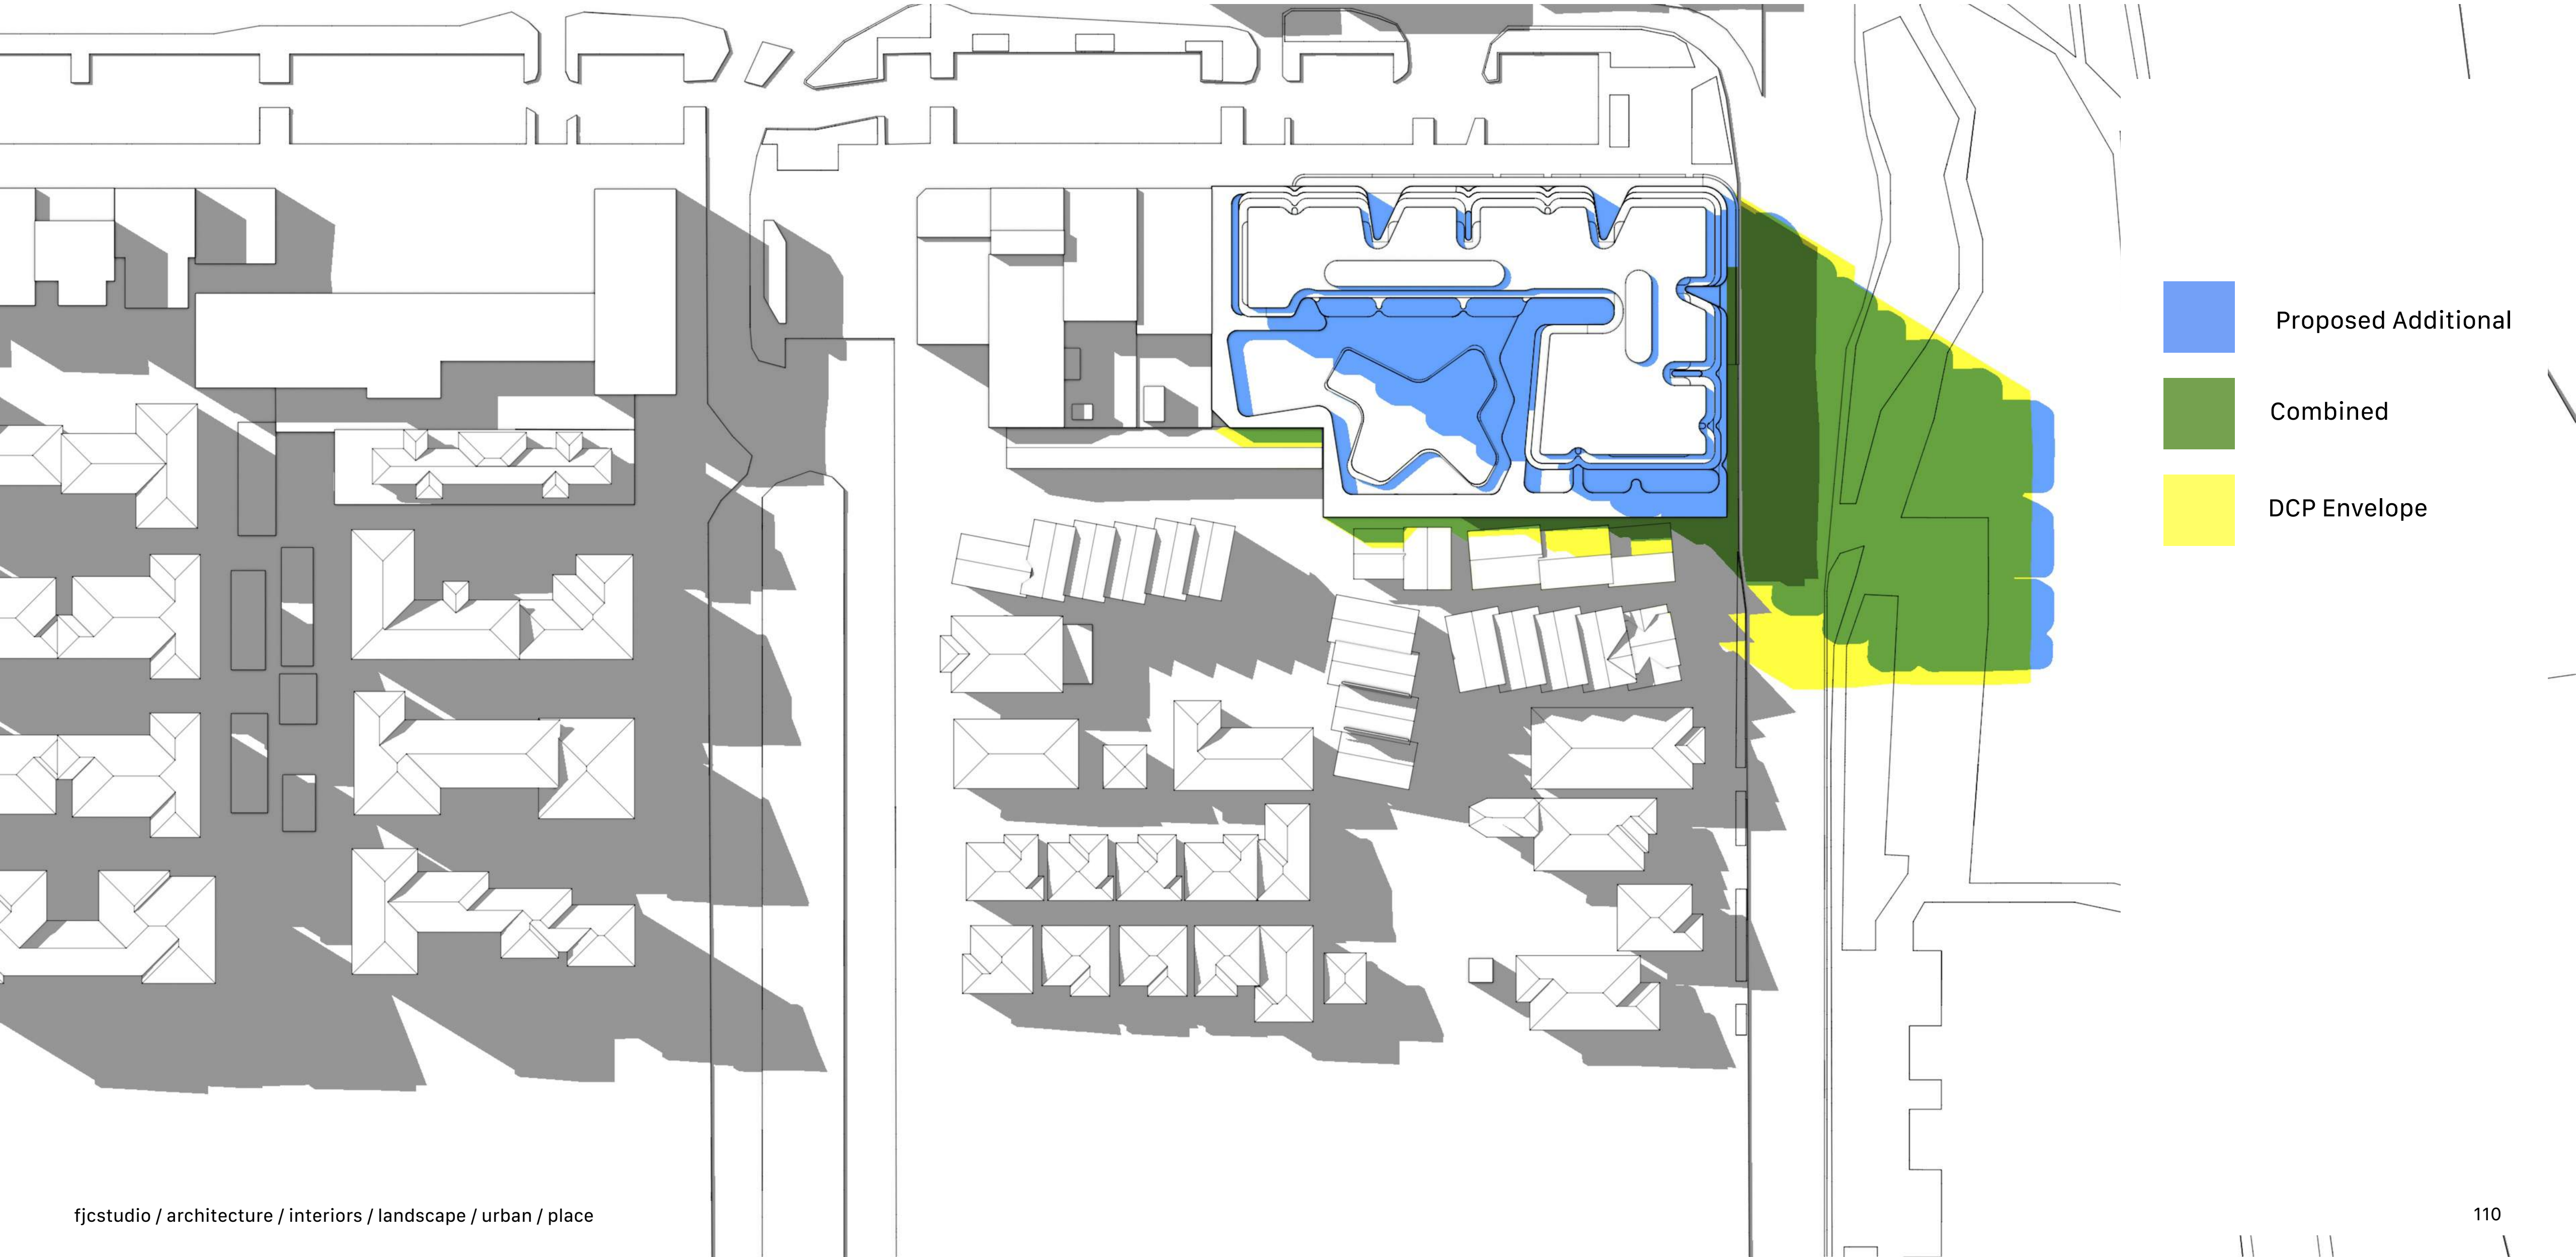 Proposed Additional
Combined
DCP Envelope
fjcstudio / architecture / interiors / landscape / urban / place
110